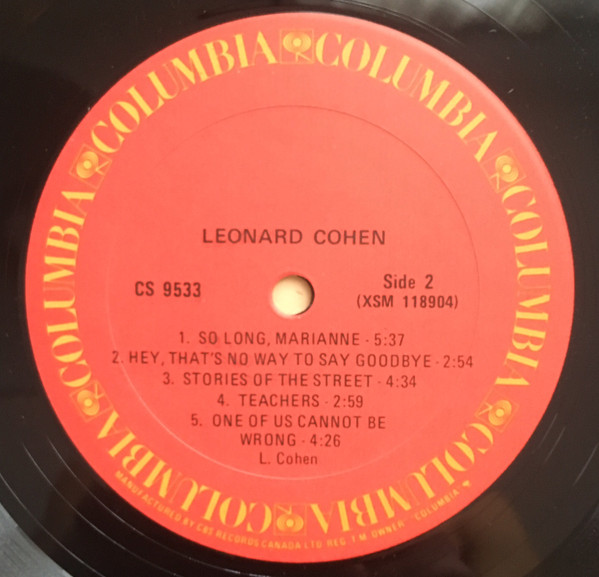 COLUMBIA COLUMBIA COLUMBIA COLUMBIA COLUMBIA COLUMBIA
LEONARD COHEN
CS 9533
Side 2
(XSM 118904)
1. SO LONG, MARIANNE - 5:37
2. HEY, THAT'S NO WAY TO SAY GOODBYE - 2:54
3. STORIES OF THE STREET - 4:34
4. TEACHERS - 2:59
5. ONE OF US CANNOT BE
WRONG - 4:26
L. Cohen
MANUFACTURED BY CBS RECORDS CANADA LTD. REG. T.M. OWNER "COLUMBIA"